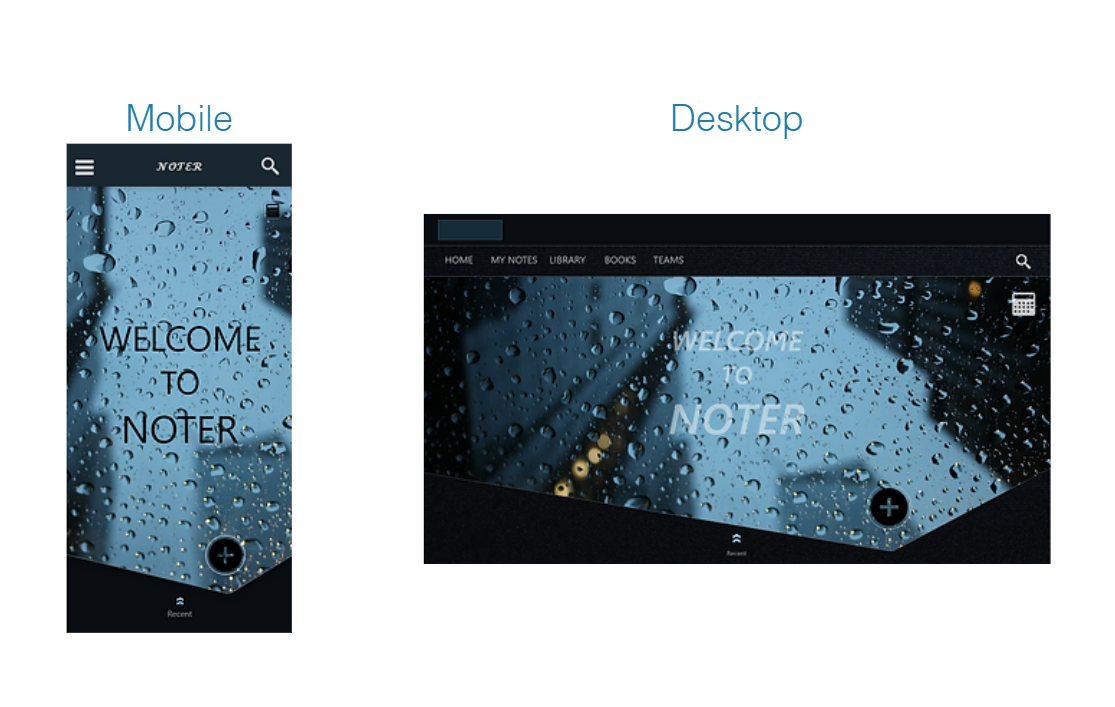 Mobile
NOTER
WELCOME
TO
NOTER
Recent
Desktop
HOME MY NOTES LIBRARY BOOKS TEAMS
WELCOME
TO
NOTER
Recent